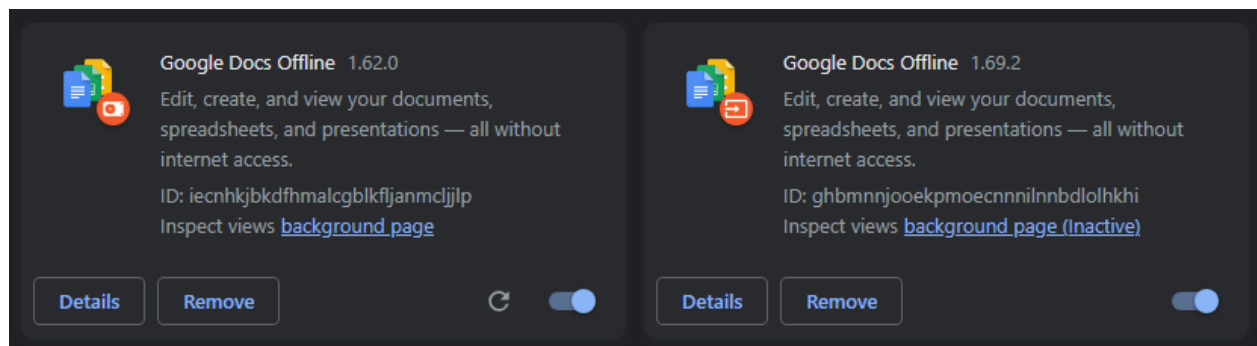 Google Docs Offline 1.62.0
Edit, create, and view your documents,
spreadsheets, and presentations — all without
internet access.
ID: iecnhkjbkdfhmalcgblkfljanmcljjlp
Inspect views background page
Details
Remove
Google Docs Offline 1.69.2
Edit, create, and view your documents,
spreadsheets, and presentations — all without
internet access.
ID: ghbmnnjooekpmoecnnnilnnbdlolhkhi
Inspect views background page (Inactive)
Details
Remove